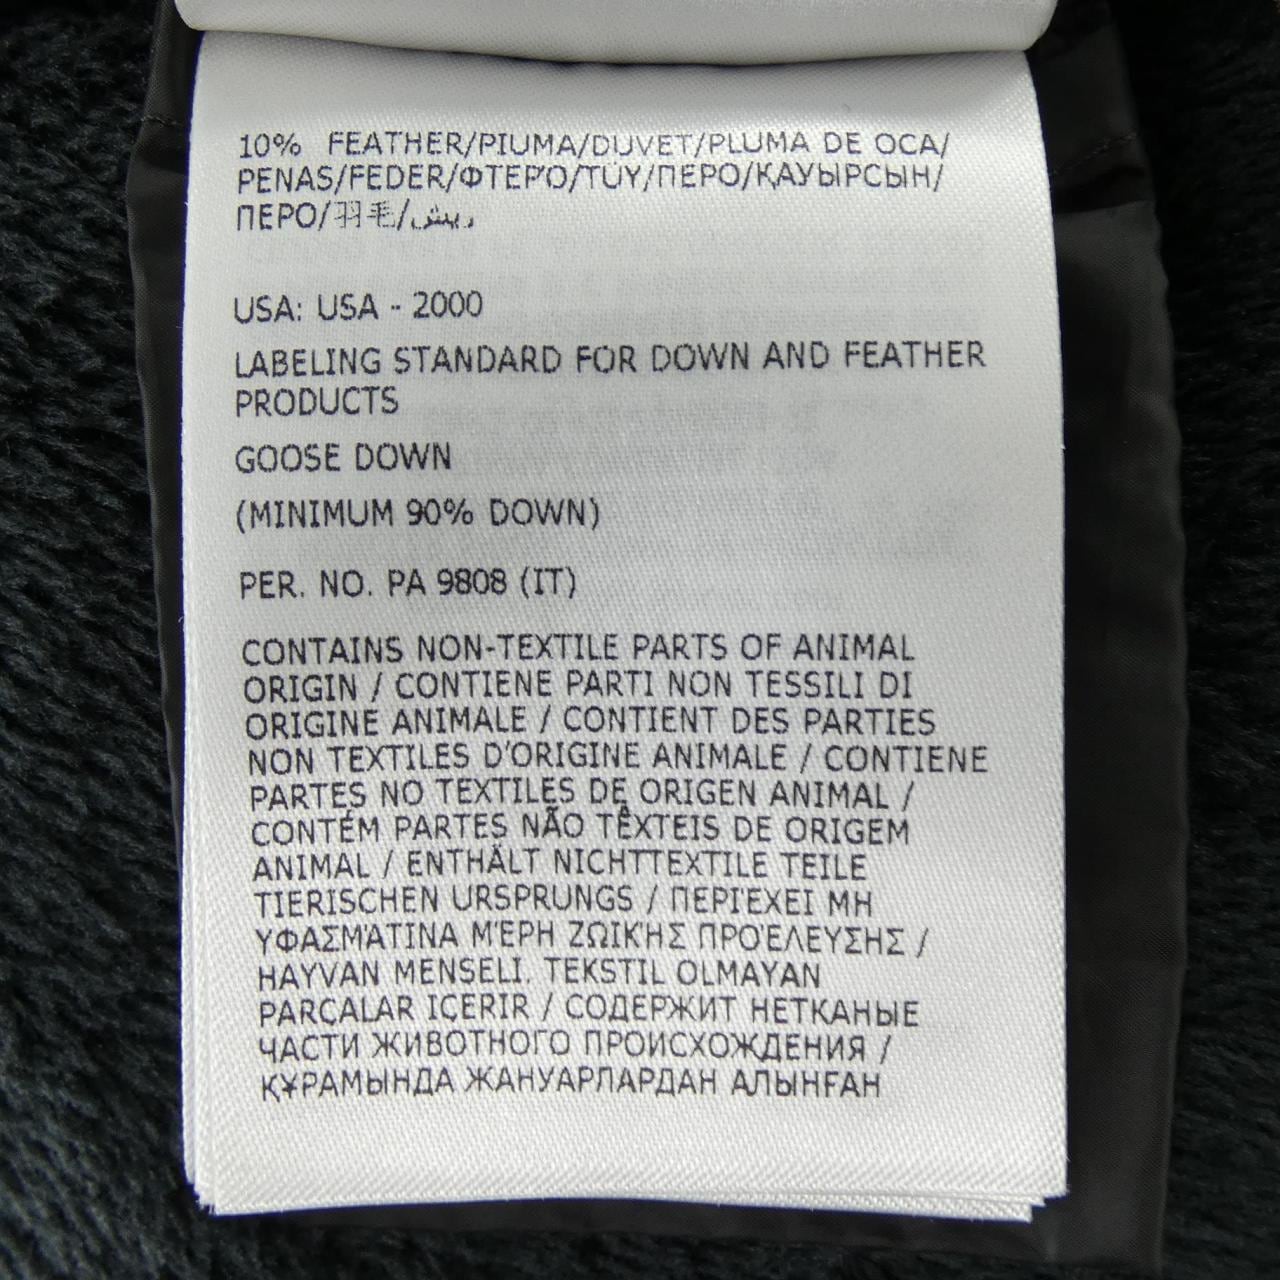 10% FEATHER/PIUMA/DUVET/PLUMA DE OCA/
PENAS/FEDER/ΦΤΕΡΌ/TÜY/ПЕРО/ҚАУЫРСЫН/
ПЕРО/羽毛/ريش
USA: USA - 2000
LABELING STANDARD FOR DOWN AND FEATHER
PRODUCTS
GOOSE DOWN
(MINIMUM 90% DOWN)
PER. NO. PA 9808 (IT)
CONTAINS NON-TEXTILE PARTS OF ANIMAL
ORIGIN / CONTIENE PARTI NON TESSILI DI
ORIGINE ANIMALE / CONTIENT DES PARTIES
NON TEXTILES D'ORIGINE ANIMALE / CONTIENE
PARTES NO TEXTILES DE ORIGEN ANIMAL /
CONTÉM PARTES NÃO TÊXTEIS DE ORIGEM
ANIMAL / ENTHÄLT NICHTTEXTILE TEILE
TIERISCHEN URSPRUNGS / ΠΕΡΙΈΧΕΙ ΜΗ
ΥΦΑΣΜΆΤΙΝΑ ΜΈΡΗ ΖΩΙΚΉΣ ΠΡΟΈΛΕΥΣΗΣ /
HAYVAN MENSELI. TEKSTIL OLMAYAN
PARÇALAR IÇERIR / СОДЕРЖИТ НЕТКАНЫЕ
ЧАСТИ ЖИВОТНОГО ПРОИСХОЖДЕНИЯ /
ҚҰРАМЫНДА ЖАНУАРЛАРДАН АЛЫНҒАН